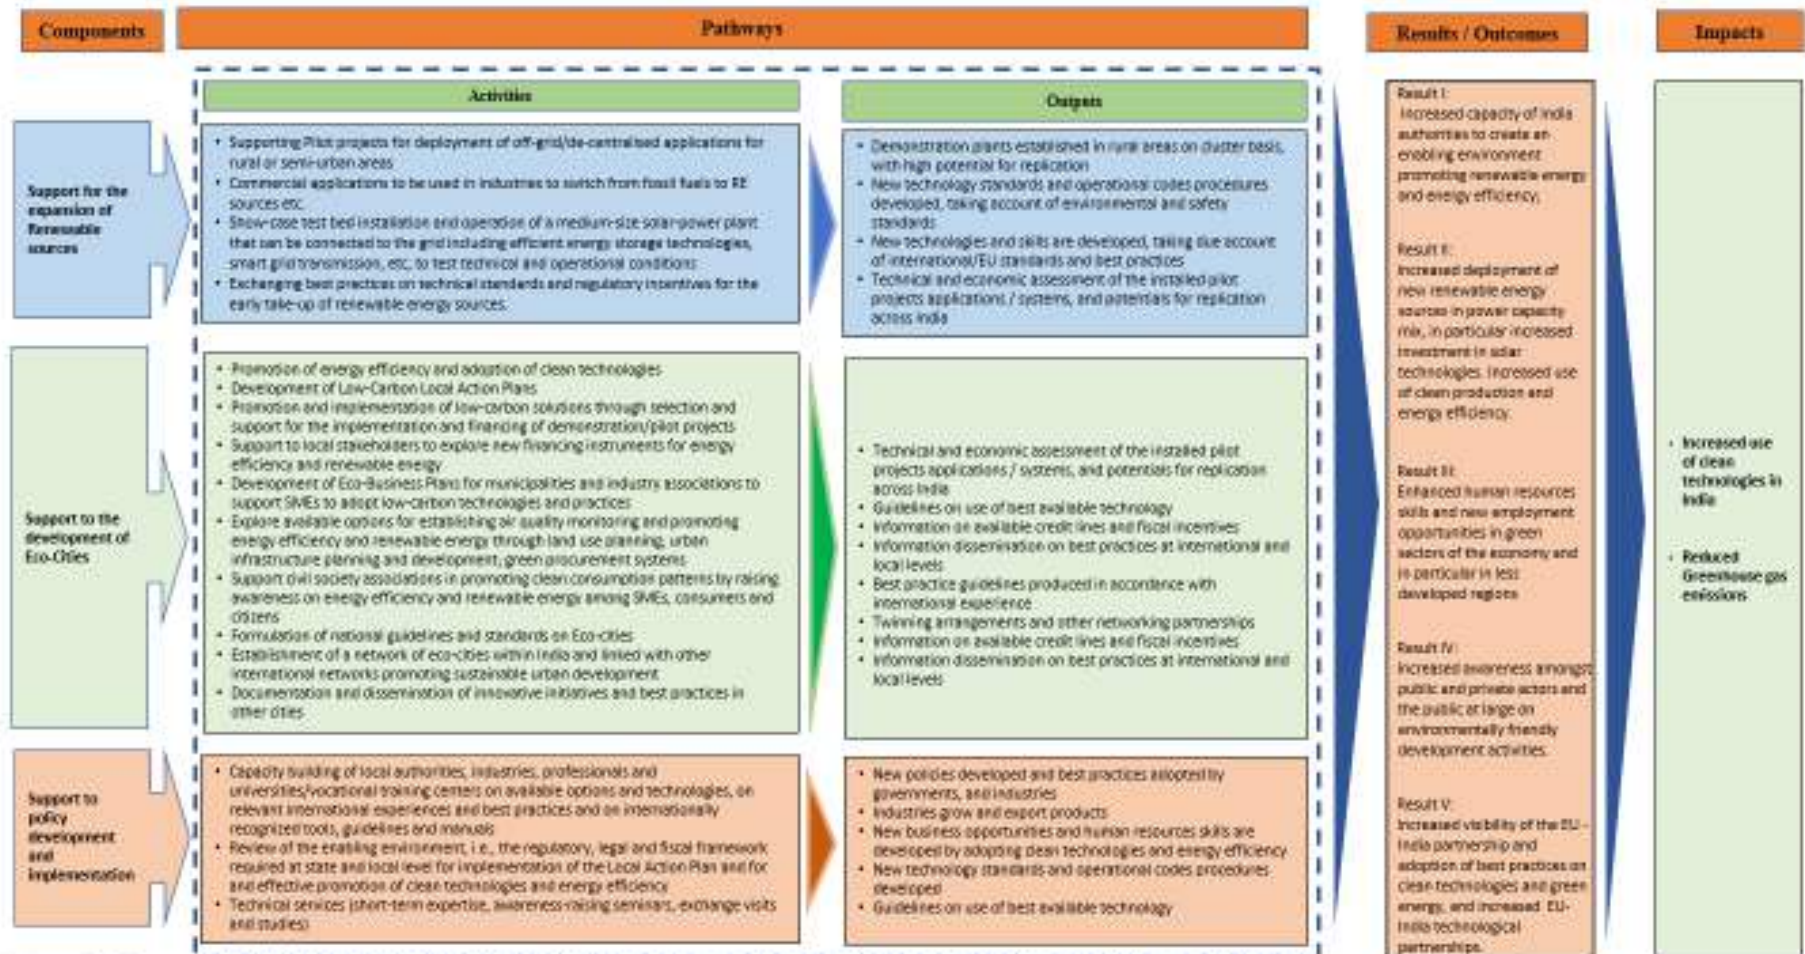 Components
Pathways
Results / Outcomes
Impacts
Activities
Outputs
Support for the
expansion of
Renewable
sources
• Supporting Pilot projects for deployment of off-grid/de-centralised applications for
rural or semi-urban areas
• Commercial applications to be used in industries to switch from fossil fuels to RE
sources etc.
• Show-case test bed installation and operation of a medium-size solar-power plant
that can be connected to the grid including efficient energy storage technologies,
smart grid transmission, etc, to test technical and operational conditions
• Exchanging best practices on technical standards and regulatory incentives for the
early take-up of renewable energy sources.
• Demonstration plants established in rural areas on cluster basis,
with high potential for replication
• New technology standards and operational codes procedures
developed, taking account of environmental and safety
standards
• New technologies and skills are developed, taking due account
of international/EU standards and best practices
• Technical and economic assessment of the installed pilot
projects applications / systems, and potentials for replication
across India
Support to the
development of
Eco-Cities
• Promotion of energy efficiency and adoption of clean technologies
• Development of Low-Carbon Local Action Plans
• Promotion and implementation of low-carbon solutions through selection and
support for the implementation and financing of demonstration/pilot projects
• Support to local stakeholders to explore new financing instruments for energy
efficiency and renewable energy
• Development of Eco-Business Plans for municipalities and industry associations to
support SMEs to adopt low-carbon technologies and practices
• Explore available options for establishing air quality monitoring and promoting
energy efficiency and renewable energy through land use planning, urban
infrastructure planning and development, green procurement systems
• Support civil society associations in promoting clean consumption patterns by raising
awareness on energy efficiency and renewable energy among SMEs, consumers and
citizens
• Formulation of national guidelines and standards on Eco-cities
• Establishment of a network of eco-cities within India and linked with other
international networks promoting sustainable urban development
• Documentation and dissemination of innovative initiatives and best practices in
other cities
• Technical and economic assessment of the installed pilot
projects applications / systems, and potentials for replication
across India
• Guidelines on use of best available technology
• Information on available credit lines and fiscal incentives
• Information dissemination on best practices at international and
local levels
• Best practice guidelines produced in accordance with
international experience
• Twinning arrangements and other networking partnerships
• Information on available credit lines and fiscal incentives
• Information dissemination on best practices at international and
local levels
Support to
policy
development
and
implementation
• Capacity building of local authorities, industries, professionals and
universities/vocational training centers on available options and technologies, on
relevant international experiences and best practices and on internationally
recognized tools, guidelines and manuals
• Review of the enabling environment, i.e., the regulatory, legal and fiscal framework
required at state and local level for implementation of the Local Action Plan and for
and effective promotion of clean technologies and energy efficiency
• Technical services (short-term expertise, awareness-raising seminars, exchange visits
and studies)
• New policies developed and best practices adopted by
governments, and industries
• Industries grow and export products
• New business opportunities and human resources skills are
developed by adopting clean technologies and energy efficiency
• New technology standards and operational codes procedures
developed
• Guidelines on use of best available technology
Result I:
Increased capacity of India
authorities to create an
enabling environment
promoting renewable energy
and energy efficiency,
Result II:
Increased deployment of
new renewable energy
sources in power capacity
mix, in particular increased
investment in solar
technologies. Increased use
of clean production and
energy efficiency.
Result III:
Enhanced human resources
skills and new employment
opportunities in green
sectors of the economy and
in particular in less
developed regions
Result IV:
Increased awareness amongst
public and private actors and
the public at large on
environmentally friendly
development activities.
Result V:
Increased visibility of the EU -
India partnership and
adoption of best practices on
clean technologies and green
energy, and increased EU-
India technological
partnerships.
• Increased use
of clean
technologies in
India
• Reduced
Greenhouse gas
emissions